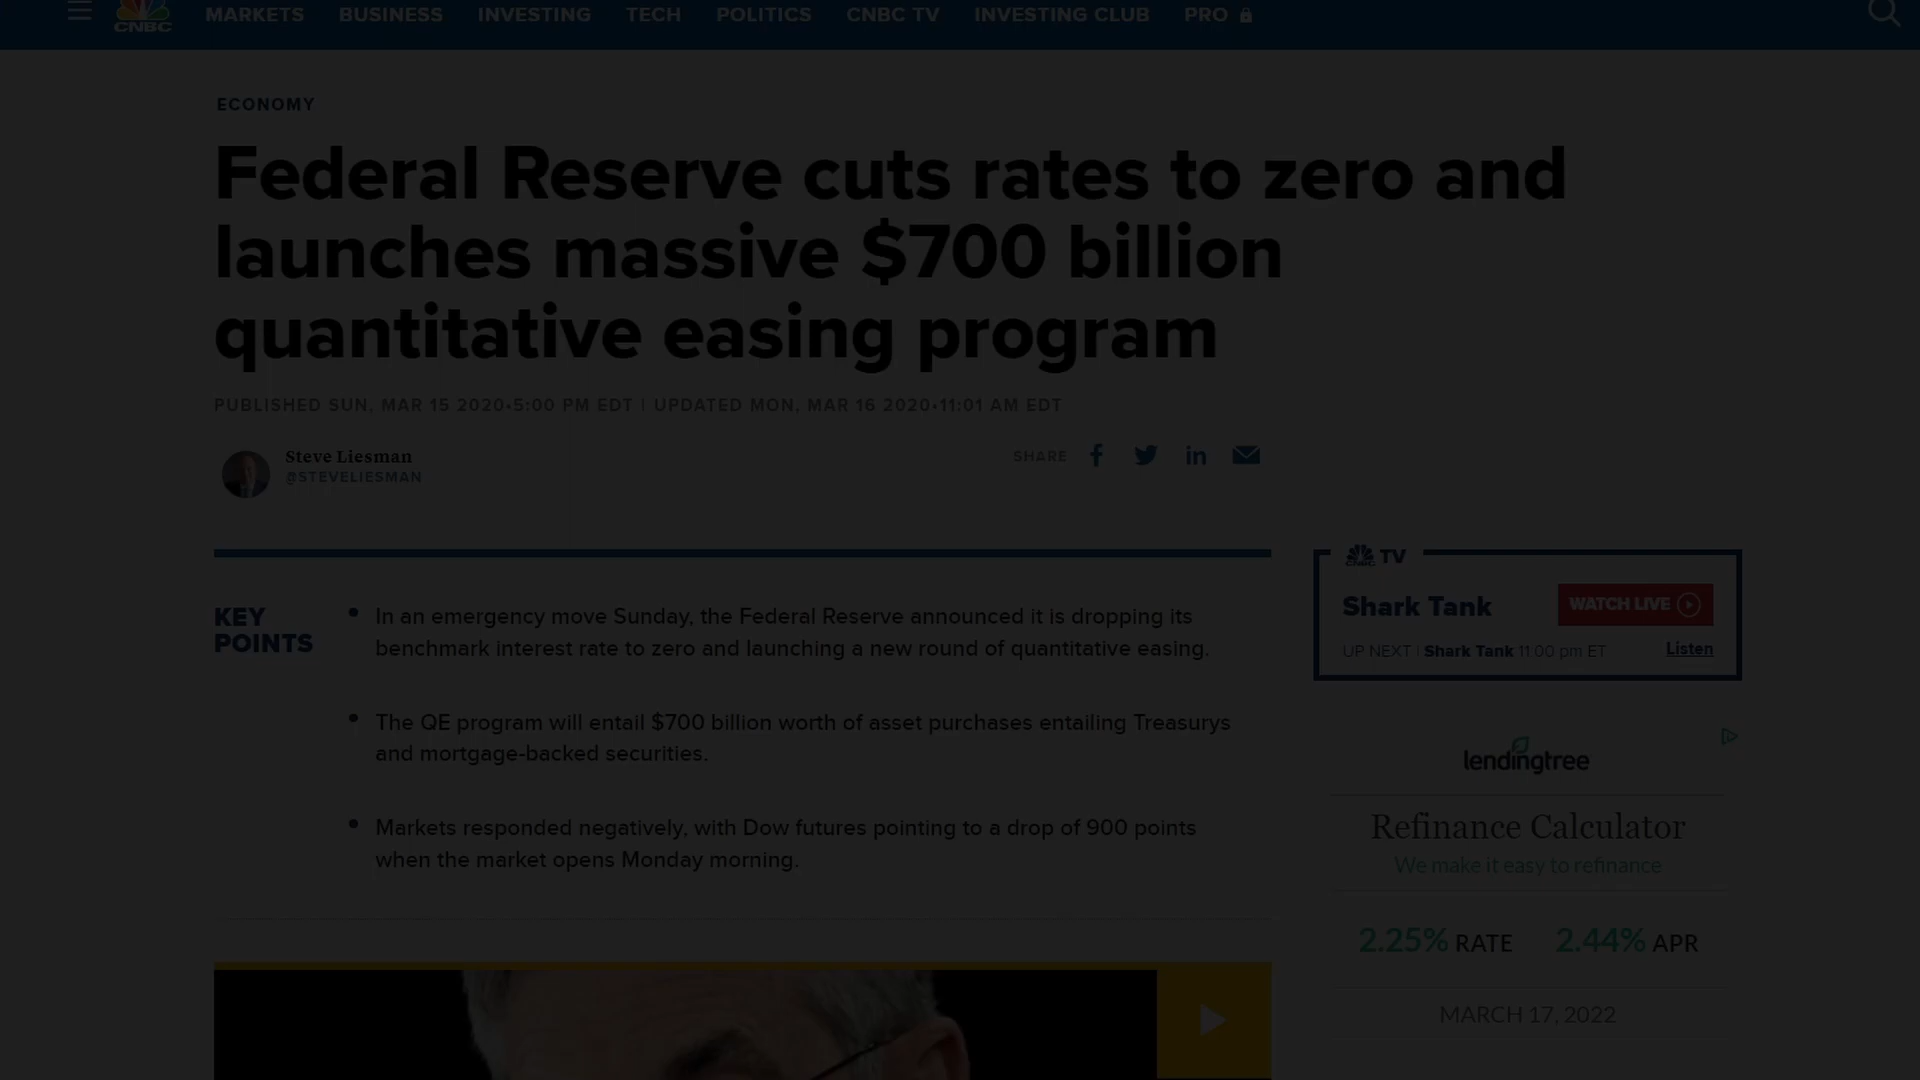 CNBC
MARKETS BUSINESS INVESTING TECH POLITICS CNBC TV INVESTING CLUB PRO
ECONOMY
Federal Reserve cuts rates to zero and
launches massive $700 billion
quantitative easing program
PUBLISHED SUN, MAR 15 2020•5:00 PM EDT | UPDATED MON, MAR 16 2020•11:01 AM EDT
Steve Liesman
@STEVELIESMAN
SHARE
KEY
POINTS
• In an emergency move Sunday, the Federal Reserve announced it is dropping its
benchmark interest rate to zero and launching a new round of quantitative easing.
• The QE program will entail $700 billion worth of asset purchases entailing Treasurys
and mortgage-backed securities.
• Markets responded negatively, with Dow futures pointing to a drop of 900 points
when the market opens Monday morning.
CNBC TV
Shark Tank WATCH LIVE
UP NEXT | Shark Tank 11:00 pm ET Listen
lendingtree
Refinance Calculator
We make it easy to refinance
2.25% RATE 2.44% APR
MARCH 17, 2022